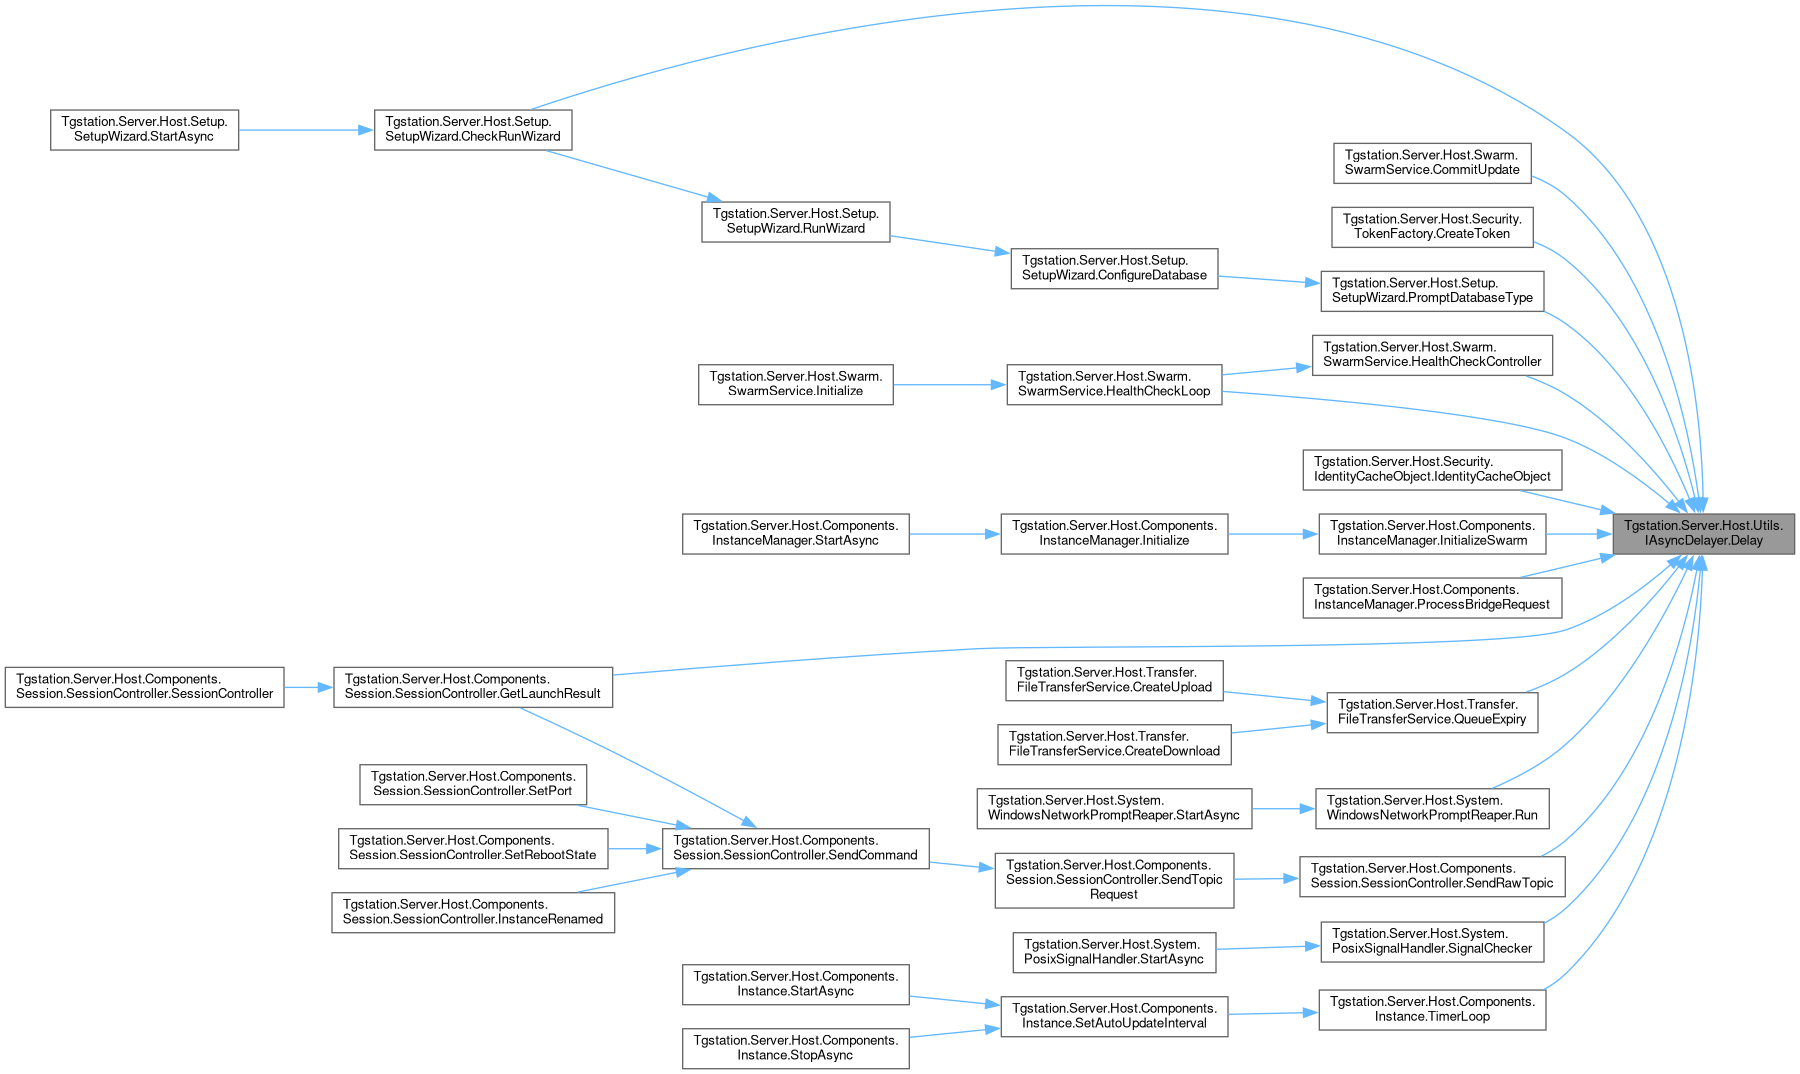 Tgstation.Server.Host.Setup.
SetupWizard.StartAsync
Tgstation.Server.Host.Setup.
SetupWizard.CheckRunWizard
Tgstation.Server.Host.Swarm.
SwarmService.CommitUpdate
Tgstation.Server.Host.Setup.
SetupWizard.RunWizard
Tgstation.Server.Host.Security.
TokenFactory.CreateToken
Tgstation.Server.Host.Setup.
SetupWizard.ConfigureDatabase
Tgstation.Server.Host.Setup.
SetupWizard.PromptDatabaseType
Tgstation.Server.Host.Swarm.
SwarmService.HealthCheckController
Tgstation.Server.Host.Swarm.
SwarmService.Initialize
Tgstation.Server.Host.Swarm.
SwarmService.HealthCheckLoop
Tgstation.Server.Host.Security.
IdentityCacheObject.IdentityCacheObject
Tgstation.Server.Host.Components.
InstanceManager.StartAsync
Tgstation.Server.Host.Components.
InstanceManager.Initialize
Tgstation.Server.Host.Components.
InstanceManager.InitializeSwarm
Tgstation.Server.Host.Utils.
IAsyncDelayer.Delay
Tgstation.Server.Host.Components.
InstanceManager.ProcessBridgeRequest
Tgstation.Server.Host.Components.
Session.SessionController.SessionController
Tgstation.Server.Host.Components.
Session.SessionController.GetLaunchResult
Tgstation.Server.Host.Transfer.
FileTransferService.CreateUpload
Tgstation.Server.Host.Transfer.
FileTransferService.QueueExpiry
Tgstation.Server.Host.Transfer.
FileTransferService.CreateDownload
Tgstation.Server.Host.Components.
Session.SessionController.SetPort
Tgstation.Server.Host.System.
WindowsNetworkPromptReaper.StartAsync
Tgstation.Server.Host.System.
WindowsNetworkPromptReaper.Run
Tgstation.Server.Host.Components.
Session.SessionController.SetRebootState
Tgstation.Server.Host.Components.
Session.SessionController.SendCommand
Tgstation.Server.Host.Components.
Session.SessionController.SendTopic
Request
Tgstation.Server.Host.Components.
Session.SessionController.SendRawTopic
Tgstation.Server.Host.Components.
Session.SessionController.InstanceRenamed
Tgstation.Server.Host.System.
PosixSignalHandler.StartAsync
Tgstation.Server.Host.System.
PosixSignalHandler.SignalChecker
Tgstation.Server.Host.Components.
Instance.StartAsync
Tgstation.Server.Host.Components.
Instance.SetAutoUpdateInterval
Tgstation.Server.Host.Components.
Instance.TimerLoop
Tgstation.Server.Host.Components.
Instance.StopAsync